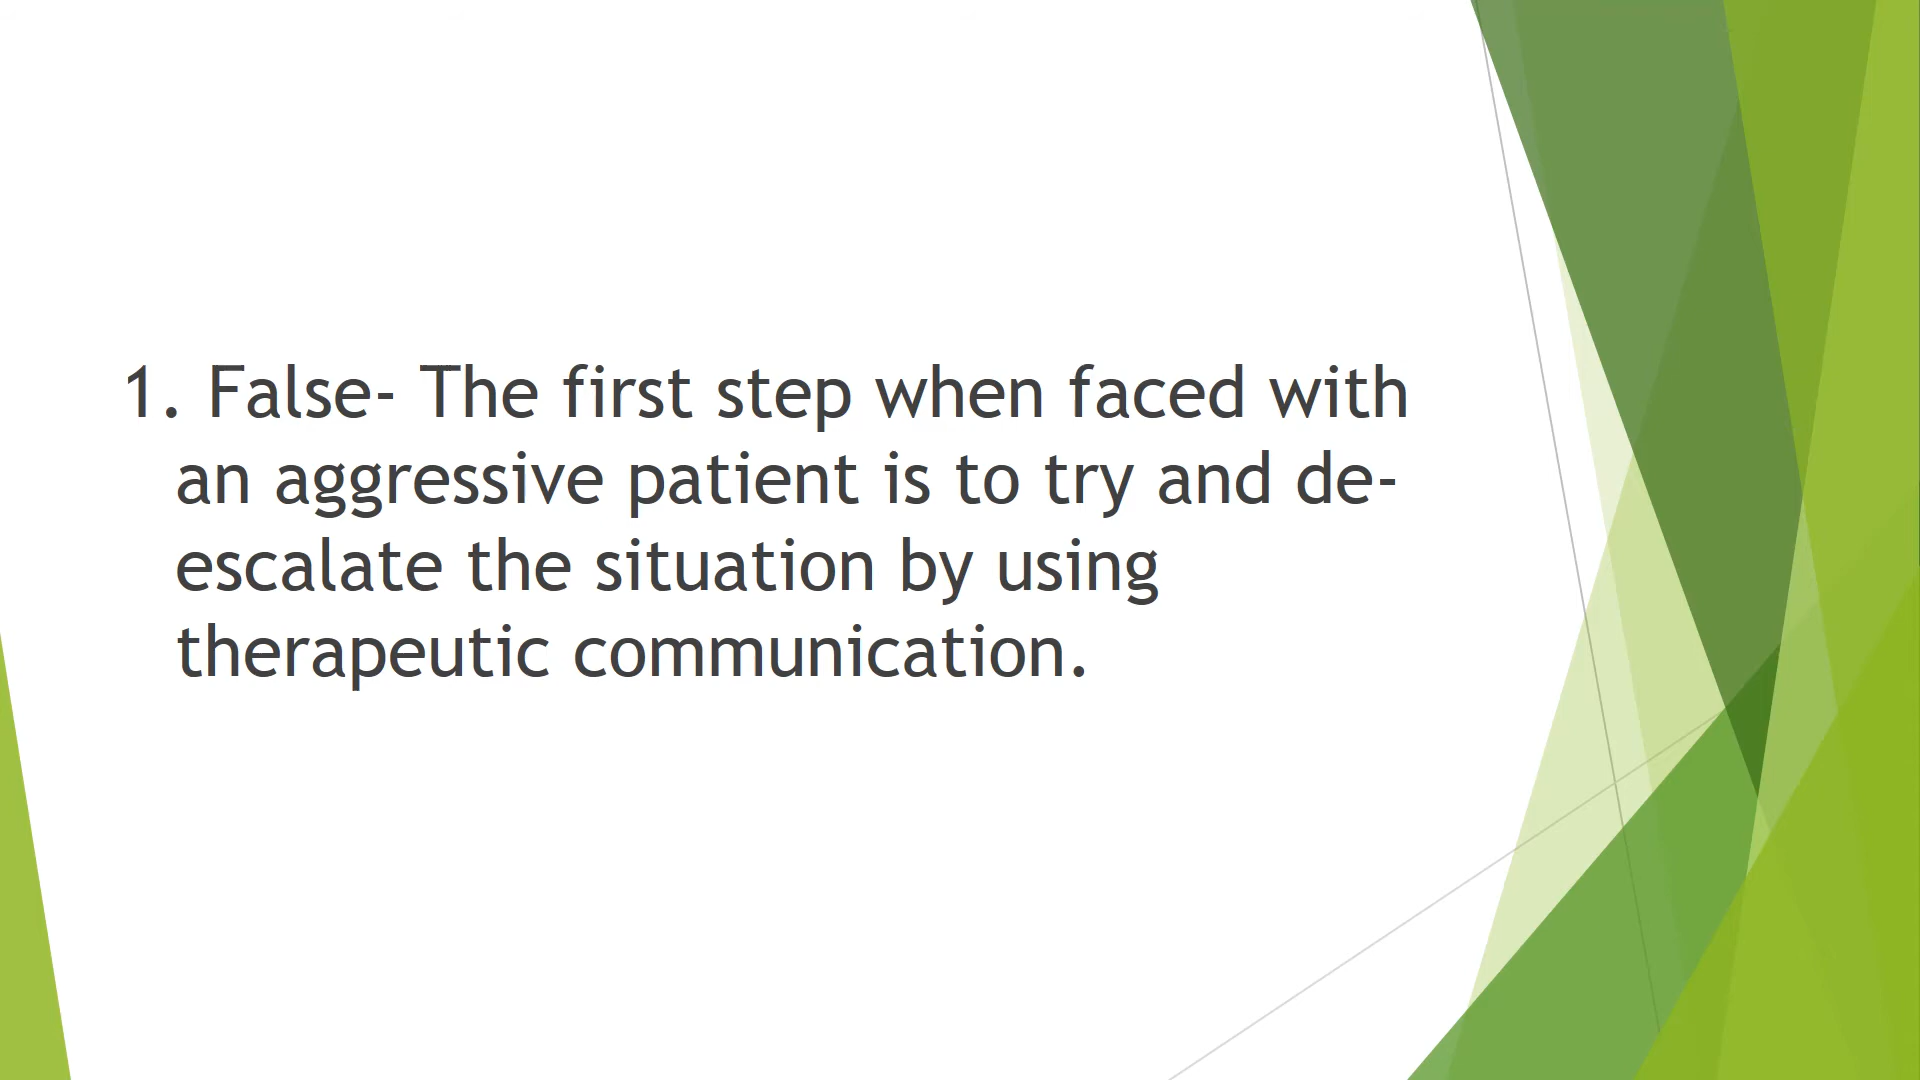 1. False- The first step when faced with
an aggressive patient is to try and de-
escalate the situation by using
therapeutic communication.